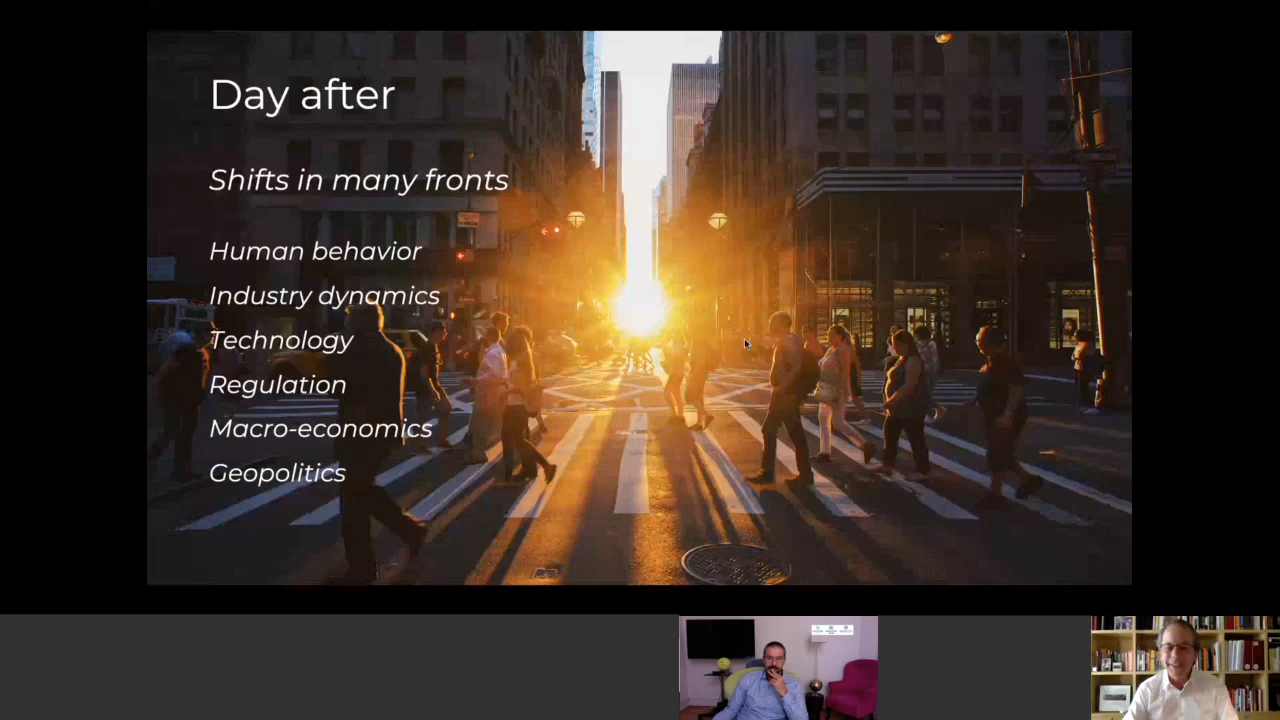 Day after
Shifts in many fronts
Human behavior
Industry dynamics
Technology
Regulation
Macro-economics
Geopolitics